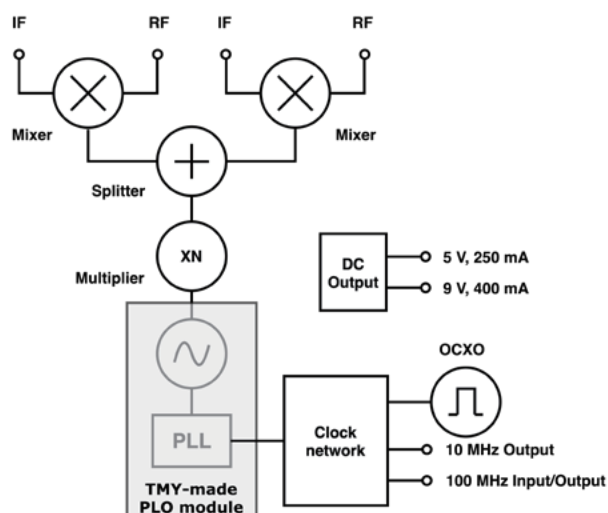 IF RF IF RF
Mixer Mixer
Splitter
XN
Multiplier
DC
Output
5 V, 250 mA
9 V, 400 mA
OCXO
PLL
Clock
network
10 MHz Output
100 MHz Input/Output
TMY-made
PLO module